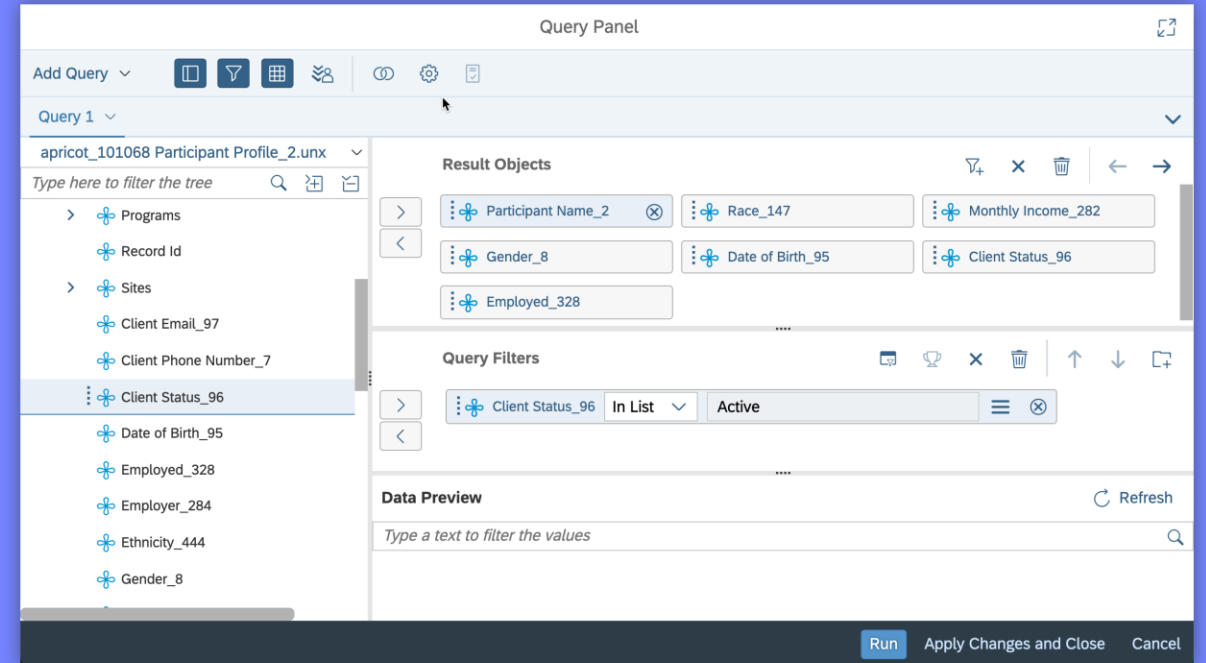 Query Panel
Add Query
Query 1
apricot_101068 Participant Profile_2.unx
Type here to filter the tree
Programs
Record Id
Sites
Client Email_97
Client Phone Number_7
Client Status_96
Date of Birth_95
Employed_328
Employer_284
Ethnicity_444
Gender_8
Result Objects
Participant Name_2 Race_147 Monthly Income_282
Gender_8 Date of Birth_95 Client Status_96
Employed_328
Query Filters
Client Status_96 In List Active
Data Preview Refresh
Type a text to filter the values
Run Apply Changes and Close Cancel